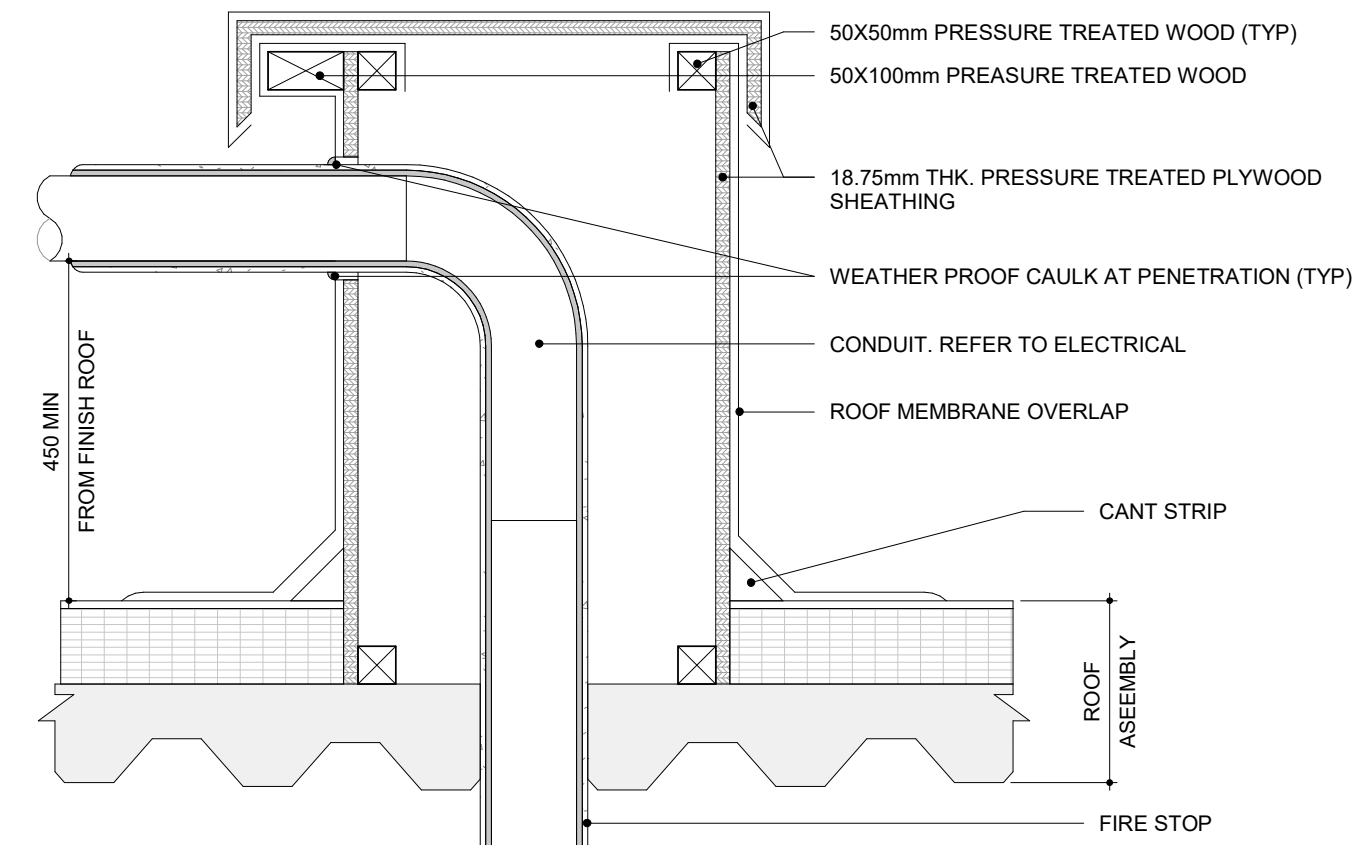 50X50mm PRESSURE TREATED WOOD (TYP)
50X100mm PREASURE TREATED WOOD
18.75mm THK. PRESSURE TREATED PLYWOOD
SHEATHING
WEATHER PROOF CAULK AT PENETRATION (TYP)
CONDUIT. REFER TO ELECTRICAL
ROOF MEMBRANE OVERLAP
450 MIN
FROM FINISH ROOF
CANT STRIP
ROOF
ASEEMBLY
FIRE STOP